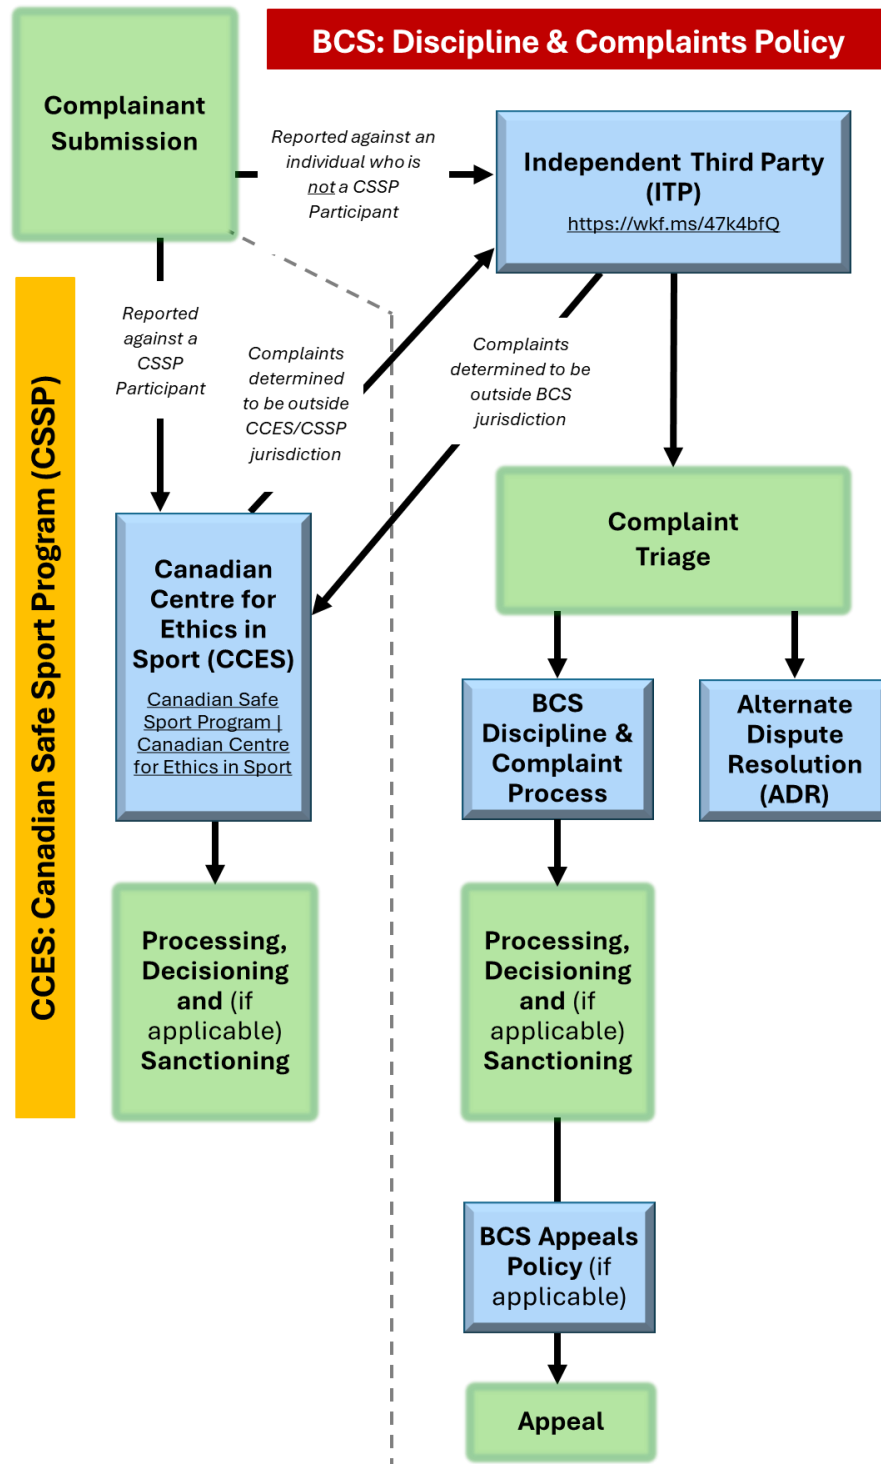 BCS: Discipline & Complaints Policy
Complainant
Submission
Reported against an
individual who is
not a CSSP
Participant
Independent Third Party
(ITP)
https://wkf.ms/47k4bfQ
CCES: Canadian Safe Sport Program (CSSP)
Reported
against a
CSSP
Participant
Complaints
determined
to be outside
CCES/CSSP
jurisdiction
Complaints
determined to be
outside BCS
jurisdiction
Complaint
Triage
Canadian
Centre for
Ethics in
Sport (CCES)
Canadian Safe
Sport Program |
Canadian Centre
for Ethics in Sport
BCS
Discipline &
Complaint
Process
Alternate
Dispute
Resolution
(ADR)
Processing,
Decisioning
and (if
applicable)
Sanctioning
Processing,
Decisioning
and (if
applicable)
Sanctioning
BCS Appeals
Policy (if
applicable)
Appeal